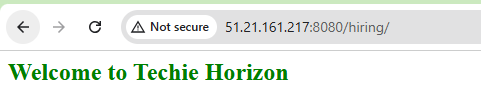 Not secure 51.21.161.217:8080/hiring/
Welcome to Techie Horizon